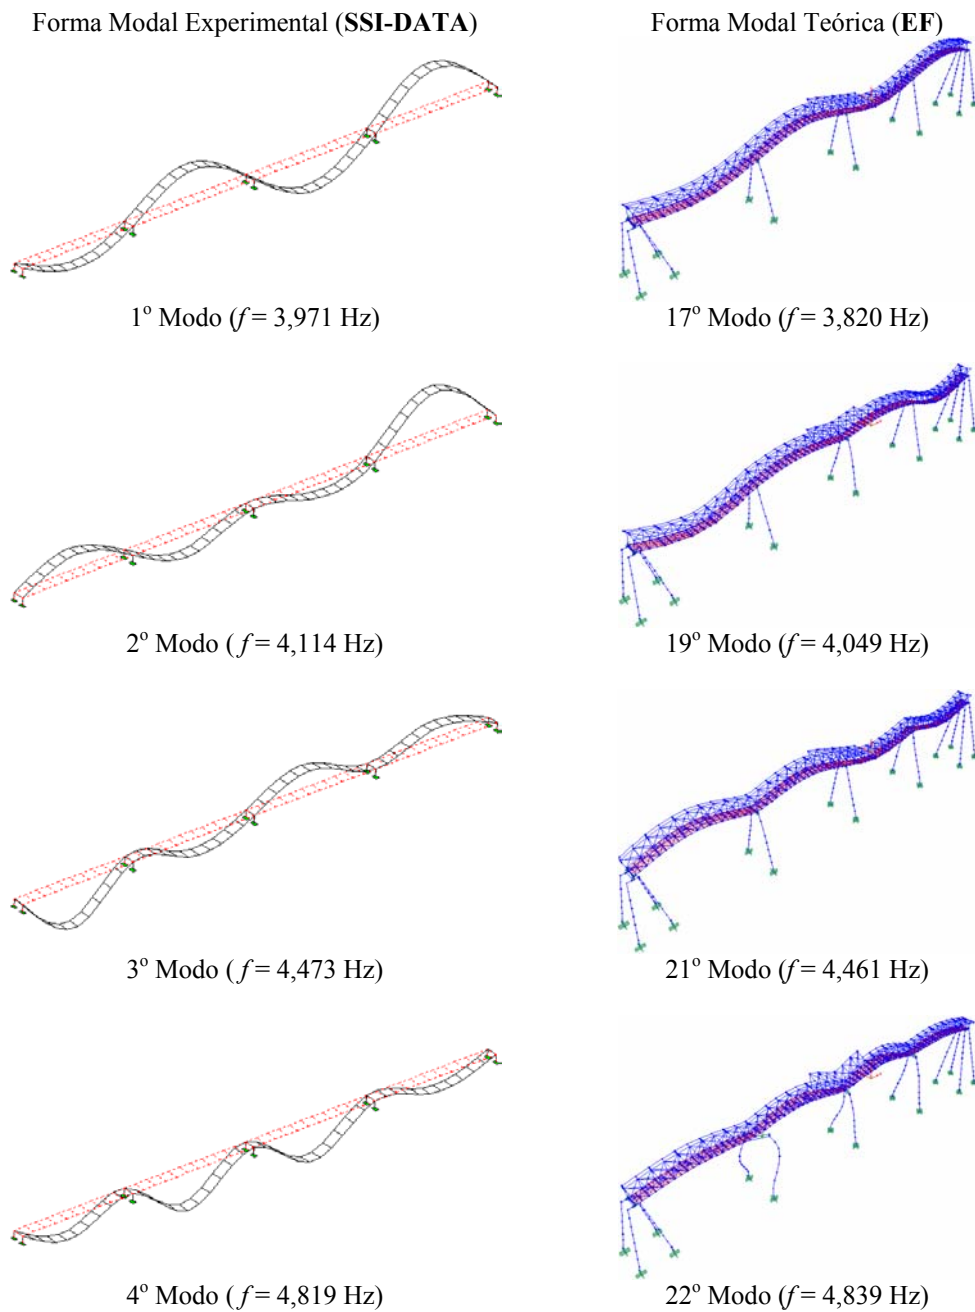 Forma Modal Experimental (SSI-DATA)
Forma Modal Teórica (EF)
1º Modo (f = 3,971 Hz)
17º Modo (f = 3,820 Hz)
2º Modo ( f = 4,114 Hz)
19º Modo (f = 4,049 Hz)
3º Modo ( f = 4,473 Hz)
21º Modo (f = 4,461 Hz)
4º Modo (f = 4,819 Hz)
22º Modo (f = 4,839 Hz)